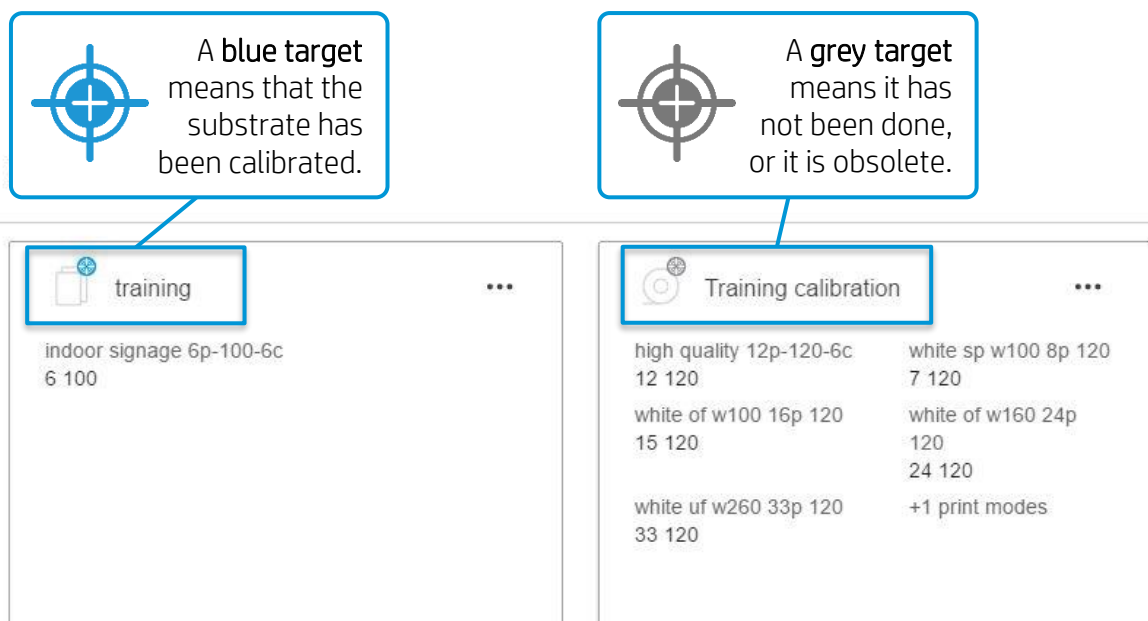 A blue target
means that the
substrate has
been calibrated.
A grey target
means it has
not been done,
or it is obsolete.
training
•••
indoor signage 6p-100-6c
6 100
Training calibration
•••
high quality 12p-120-6c
12 120
white sp w100 8p 120
7 120
white of w100 16p 120
15 120
white of w160 24p
120
24 120
white uf w260 33p 120
33 120
+1 print modes